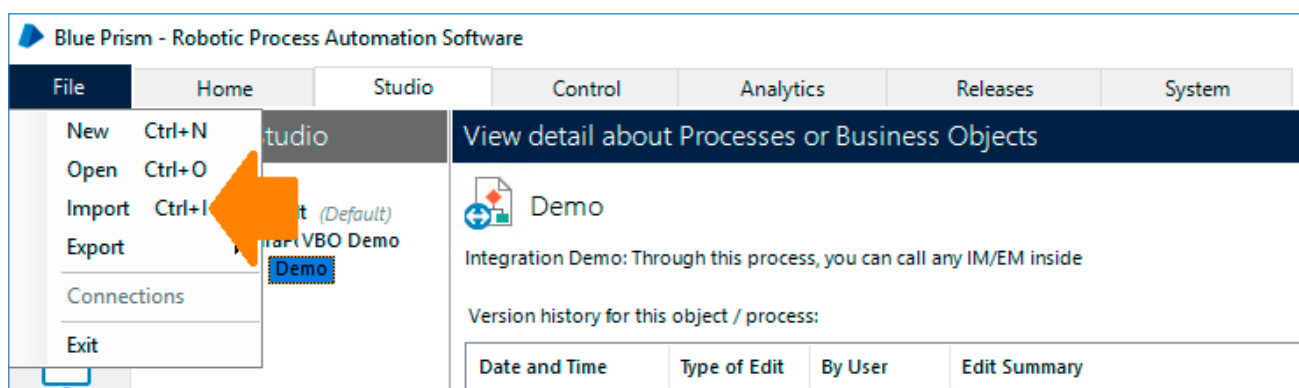 Blue Prism - Robotic Process Automation Software
File Home Studio Control Analytics Releases System
New Ctrl+N
Open Ctrl+O
Import Ctrl+I
Export
Connections
Exit
(Default)
VBO Demo
Demo
View detail about Processes or Business Objects
Demo
Integration Demo: Through this process, you can call any IM/EM inside
Version history for this object / process:
Date and Time Type of Edit By User Edit Summary